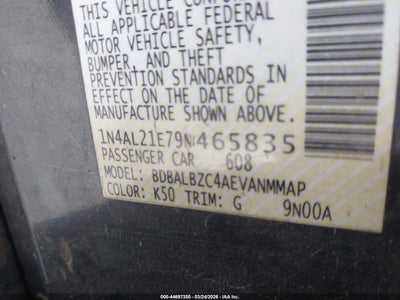 THIS VEHICLE CONFORMS
ALL APPLICABLE FEDERAL
MOTOR VEHICLE SAFETY,
BUMPER, AND THEFT
PREVENTION STANDARDS IN
EFFECT ON THE DATE OF
MANUFACTURE SHOWN ABOVE.
1N4AL21E79N465835
PASSENGER CAR 608
MODEL: BDBALBZC4AEVANMMAP
COLOR: K50 TRIM: G 9N00A
000-44697350 - 03/24/2026 - IAA, Inc.